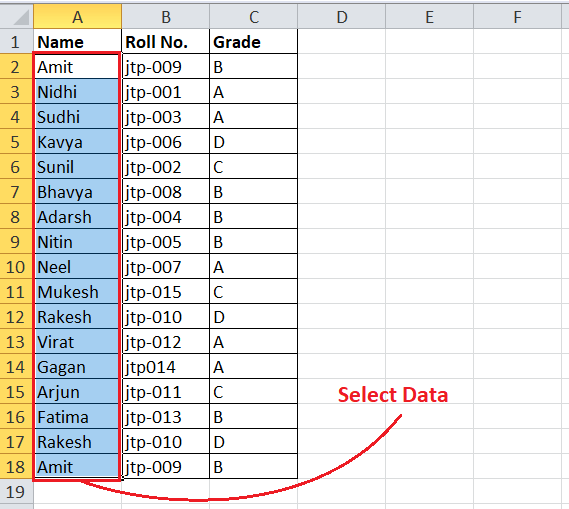 A B C D E F
1 Name Roll No. Grade
2 Amit jtp-009 B
3 Nidhi jtp-001 A
4 Sudhi jtp-003 A
5 Kavya jtp-006 D
6 Sunil jtp-002 C
7 Bhavya jtp-008 B
8 Adarsh jtp-004 B
9 Nitin jtp-005 B
10 Neel jtp-007 A
11 Mukesh jtp-015 C
12 Rakesh jtp-010 D
13 Virat jtp-012 A
14 Gagan jtp014 A
15 Arjun jtp-011 C
Select Data
16 Fatima jtp-013 B
17 Rakesh jtp-010 D
18 Amit jtp-009 B
19